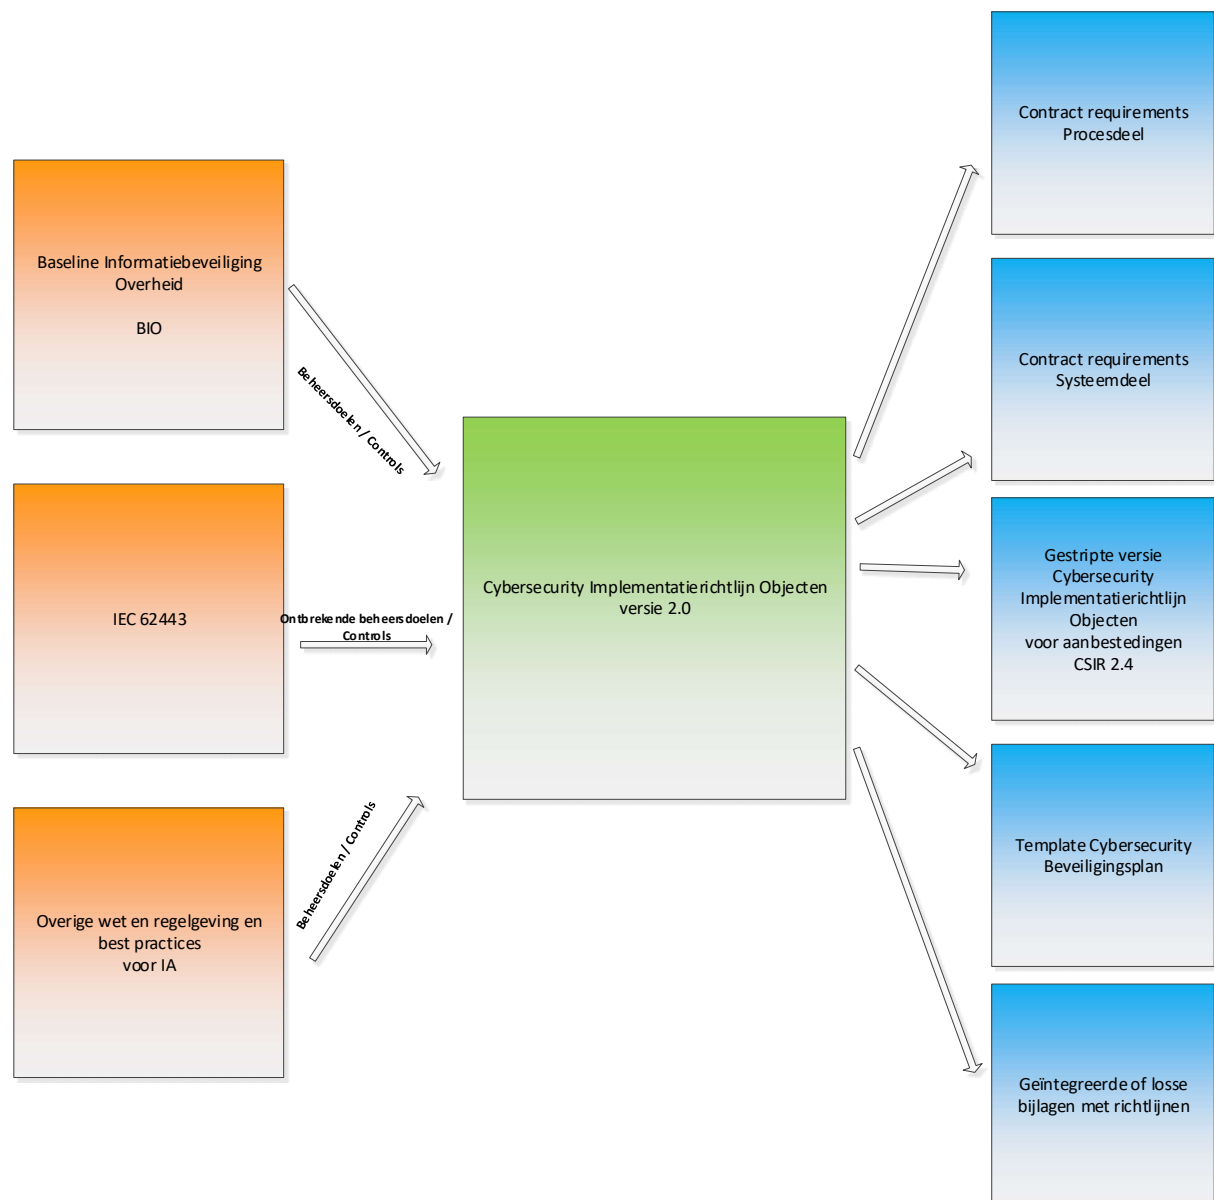 Baseline Informatiebeveiliging
Overheid
BIO
Beheersdoelen / Controls
IEC 62443
Ontbrekende beheersdoelen /
Controls
Overige wet en regelgeving en
best practices
voor IA
Beheersdoelen / Controls
Cybersecurity Implementatierichtlijn Objecten
versie 2.0
Contract requirements
Procesdeel
Contract requirements
Systeemdeel
Gestripte versie
Cybersecurity
Implementatierichtlijn
Objecten
voor aanbestedingen
CSIR 2.4
Template Cybersecurity
Beveiligingsplan
Geïntegreerde of losse
bijlagen met richtlijnen